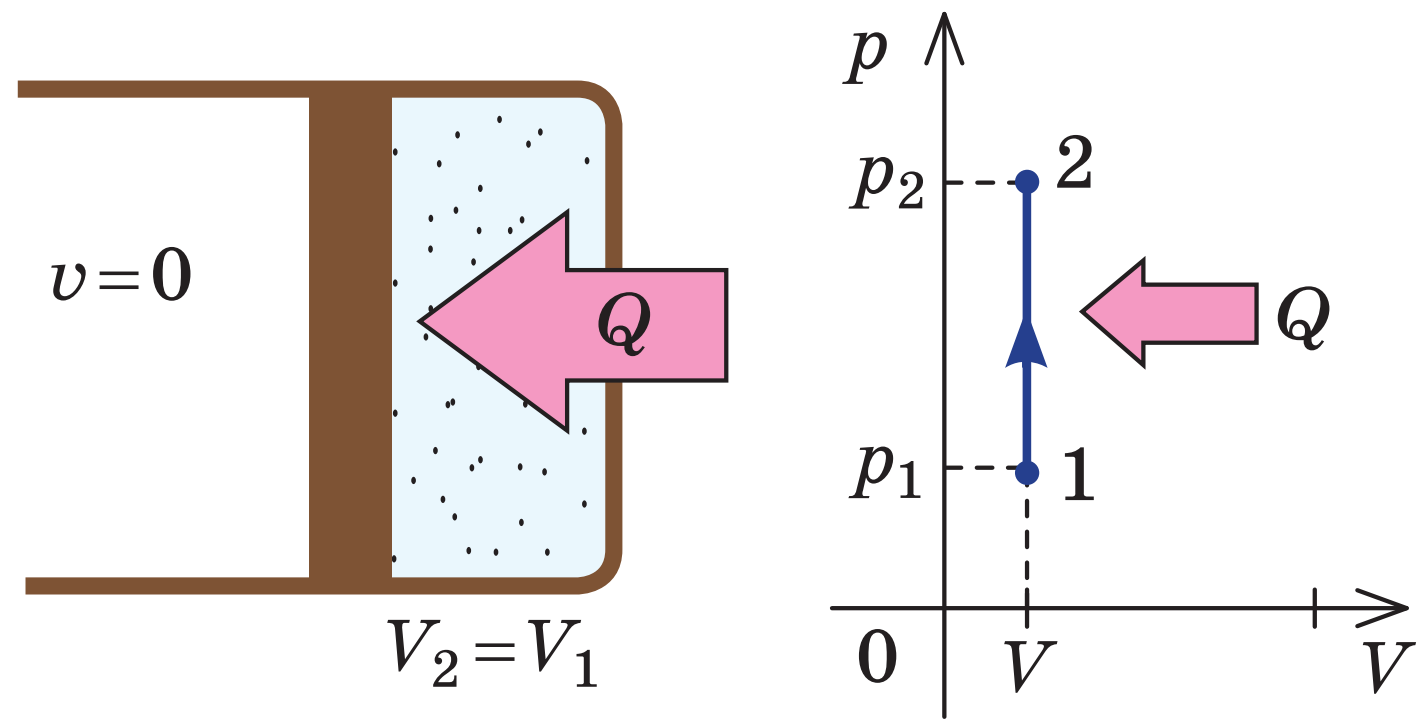 v = 0
Q
V₂ = V₁
p
p₂
2
Q
p₁
1
0
V
V